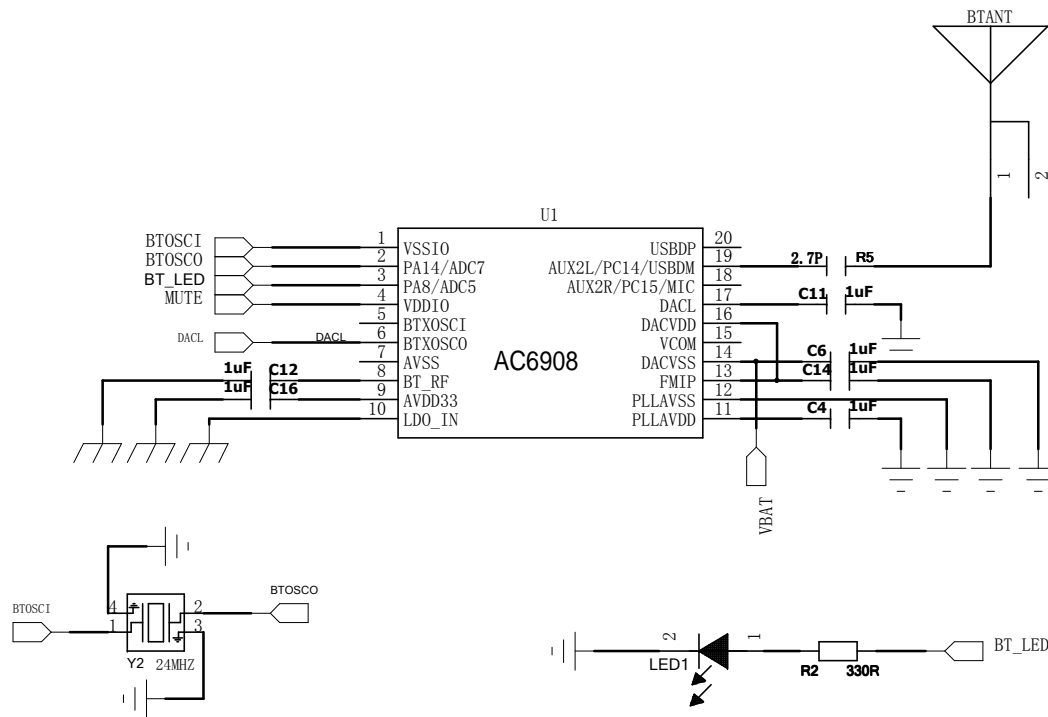 BTANT
1
2
U1
BTOSCI
1
VSSIO
USBDP
20
BTOSCO
2
PA14/ADC7
AUX2L/PC14/USBDM
19
2.7P
R5
BT_LED
3
PA8/ADC5
AUX2R/PC15/MIC
18
MUTE
4
VDDIO
DACL
17
C11
1uF
5
BTXOSCI
DACVDD
16
DACL
DACL
6
BTXOSCO
VCOM
15
7
AVSS
AC6908
DACVSS
14
C6
1uF
1uF
C12
8
BT_RF
FMIP
13
C14
1uF
1uF
C16
9
AVDD33
PLLAVSS
12
10
LDO_IN
PLLAVDD
11
C4
1uF
VBAT
BTOSCI
4
1
2
3
BTOSCO
Y2
24MHZ
2
1
LED1
R2
330R
BT_LED